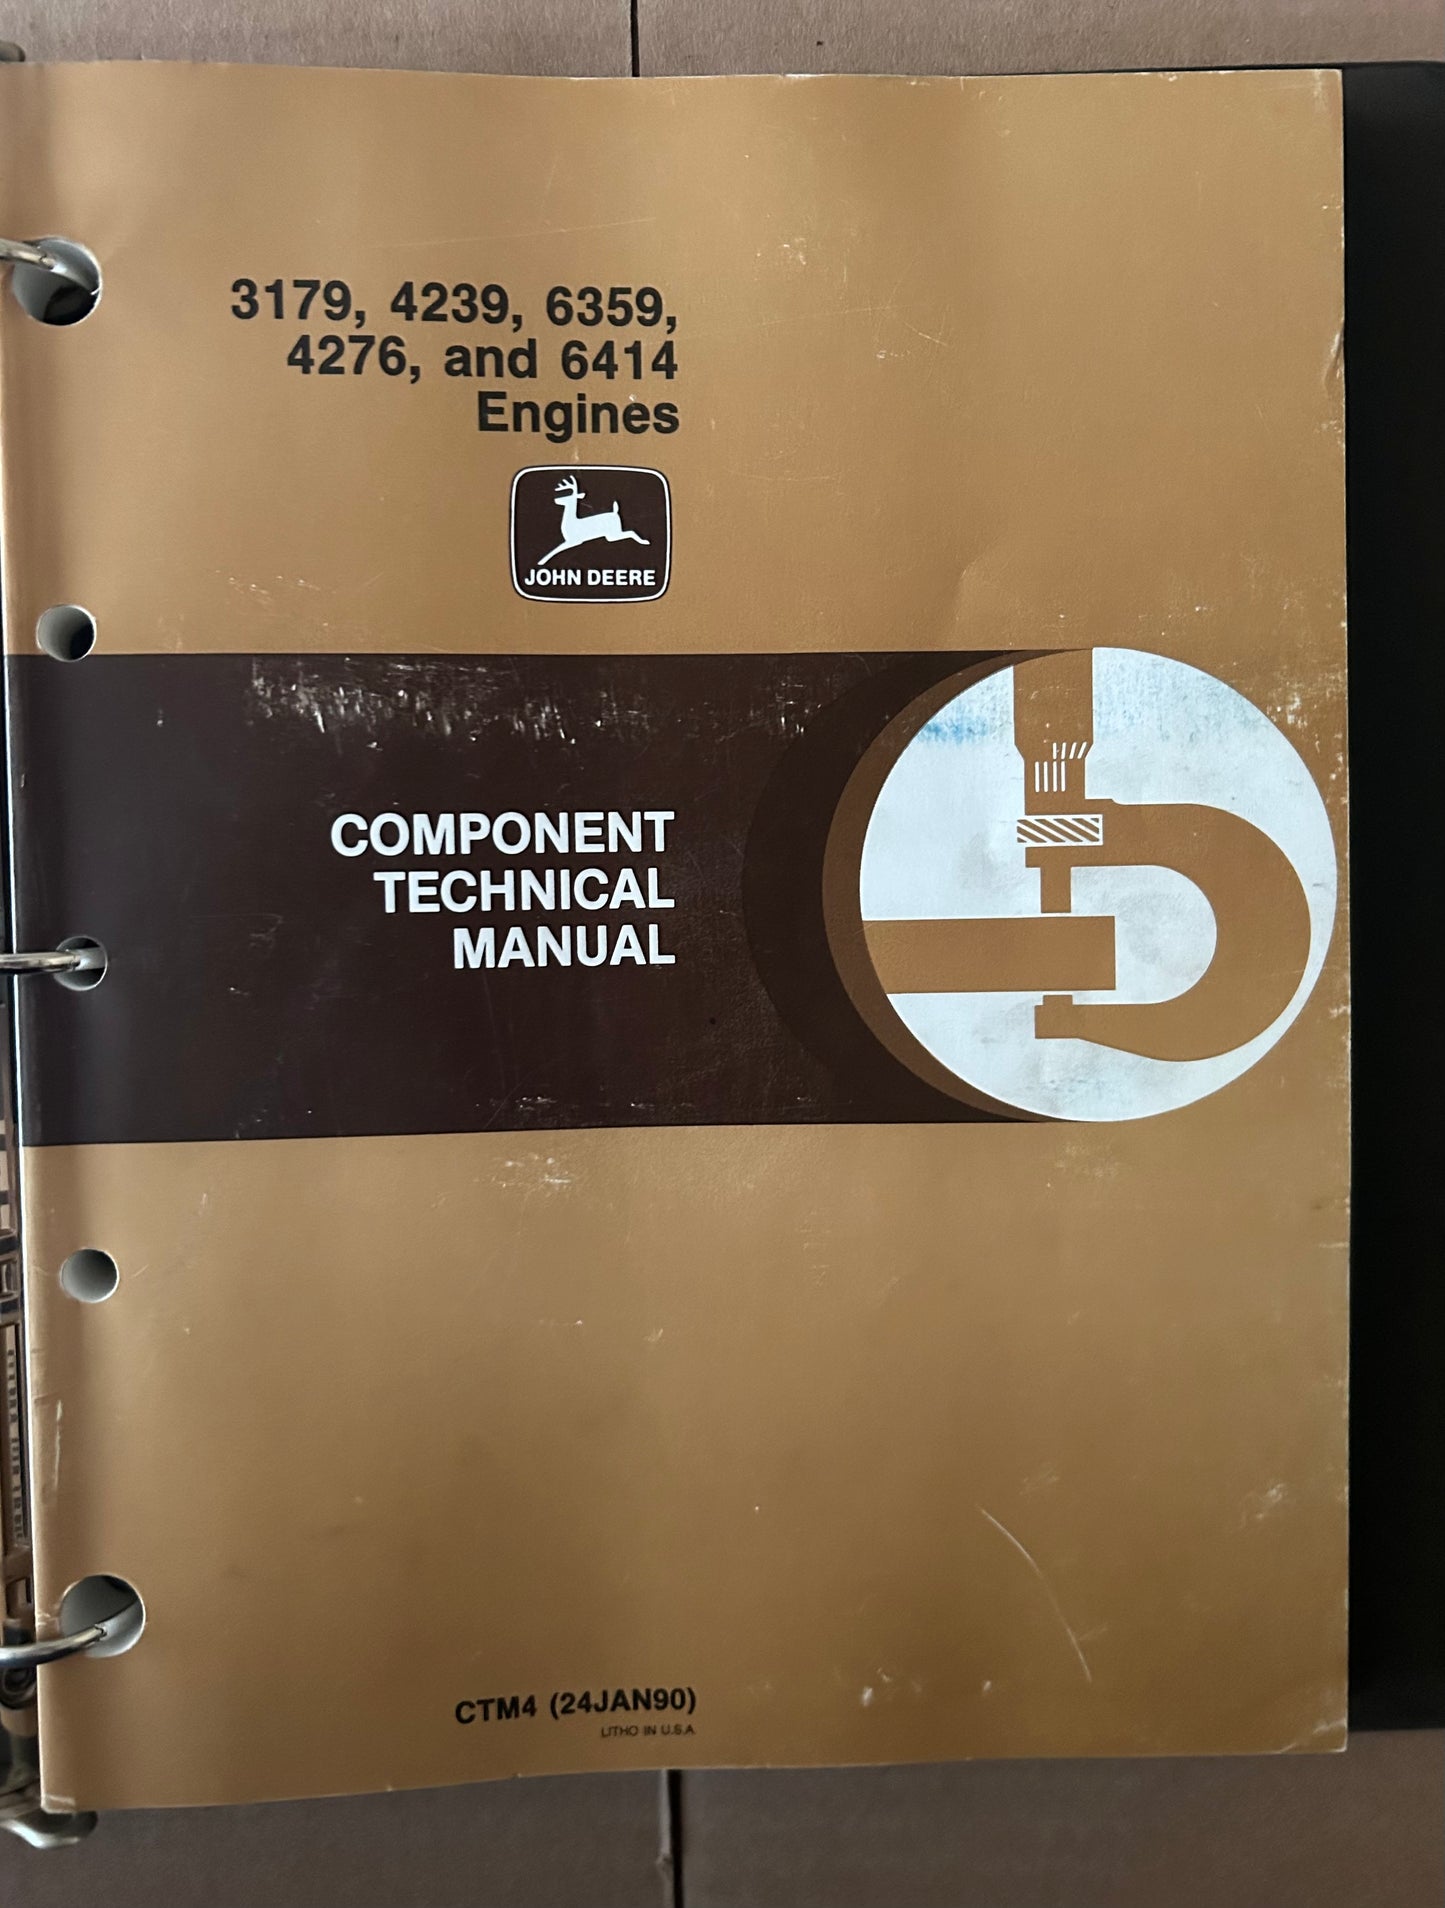 3179, 4239, 6359,
4276, and 6414
Engines
JOHN DEERE
COMPONENT
TECHNICAL
MANUAL
CTM4 (24JAN90)
LITHO IN U.S.A.